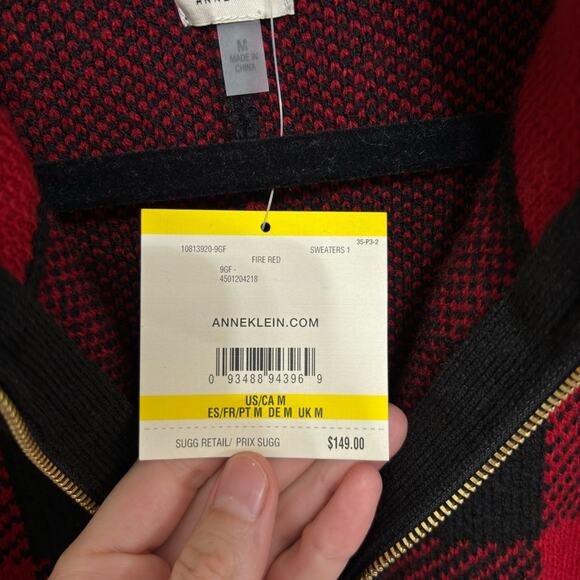 M
MADE IN
CHINA
35-P3-2
10813920-9GF SWEATERS 1
FIRE RED
9GF -
4501204218
ANNEKLEIN.COM
0 93488 94396 9
US/CA M
ES/FR/PT M DE M UK M
SUGG RETAIL/ PRIX SUGG $149.00